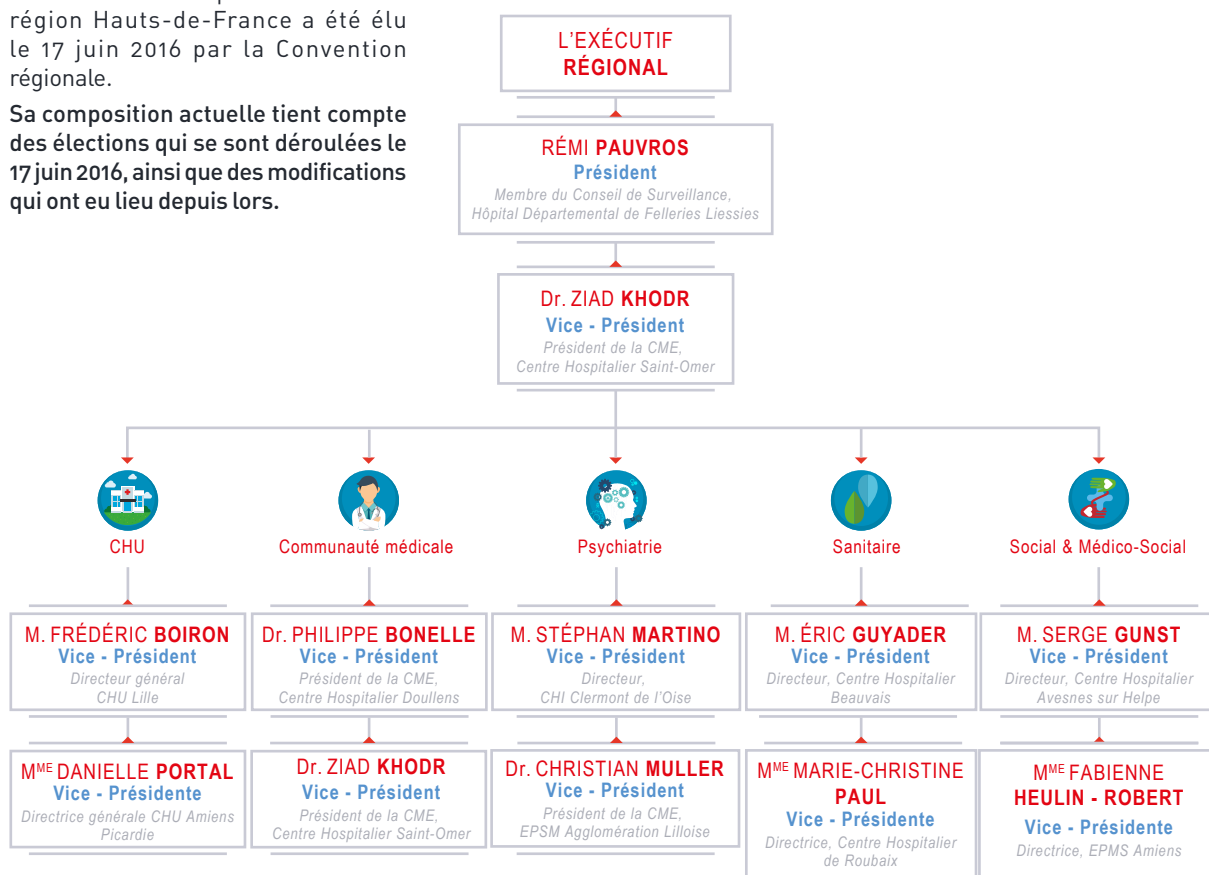 région Hauts-de-France a été élu
le 17 juin 2016 par la Convention
régionale.
Sa composition actuelle tient compte
des élections qui se sont déroulées le
17 juin 2016, ainsi que des modifications
qui ont eu lieu depuis lors.
L'EXÉCUTIF
RÉGIONAL
RÉMI PAUVROS
Président
Membre du Conseil de Surveillance,
Hôpital Départemental de Felleries Liessies
Dr. ZIAD KHODR
Vice - Président
Président de la CME,
Centre Hospitalier Saint-Omer
CHU
Communauté médicale
Psychiatrie
Sanitaire
Social & Médico-Social
M. FRÉDÉRIC BOIRON
Vice - Président
Directeur général
CHU Lille
Dr. PHILIPPE BONELLE
Vice - Président
Président de la CME,
Centre Hospitalier Doullens
M. STÉPHAN MARTINO
Vice - Président
Directeur,
CHI Clermont de l'Oise
M. ÉRIC GUYADER
Vice - Président
Directeur, Centre Hospitalier
Beauvais
M. SERGE GUNST
Vice - Président
Directeur, Centre Hospitalier
Avesnes sur Helpe
MME DANIELLE PORTAL
Vice - Présidente
Directrice générale CHU Amiens
Picardie
Dr. ZIAD KHODR
Vice - Président
Président de la CME,
Centre Hospitalier Saint-Omer
Dr. CHRISTIAN MULLER
Vice - Président
Président de la CME,
EPSM Agglomération Lilloise
MME MARIE-CHRISTINE
PAUL
Vice - Présidente
Directrice, Centre Hospitalier
de Roubaix
MME FABIENNE
HEULIN - ROBERT
Vice - Présidente
Directrice, EPMS Amiens